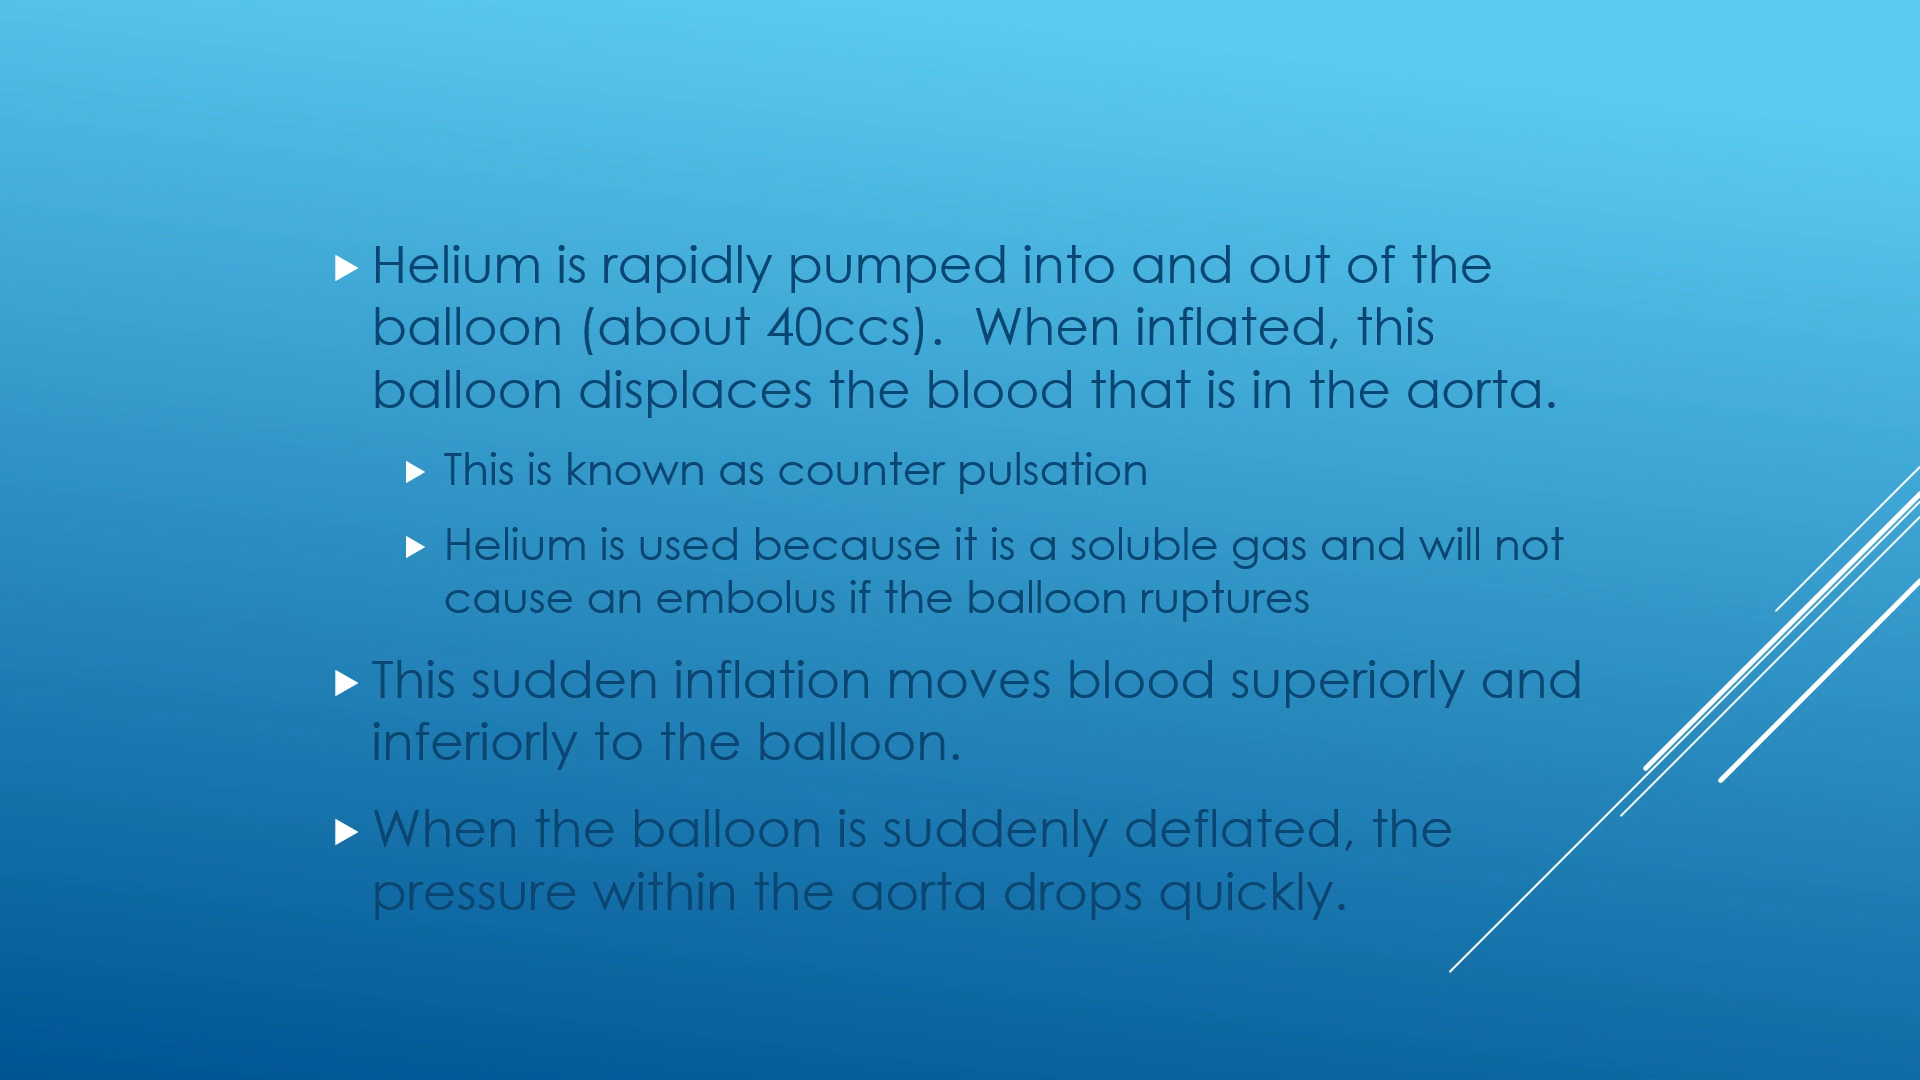 Helium is rapidly pumped into and out of the
balloon (about 40ccs).  When inflated, this
balloon displaces the blood that is in the aorta.
This is known as counter pulsation
Helium is used because it is a soluble gas and will not
cause an embolus if the balloon ruptures
This sudden inflation moves blood superiorly and
inferiorly to the balloon.
When the balloon is suddenly deflated, the
pressure within the aorta drops quickly.